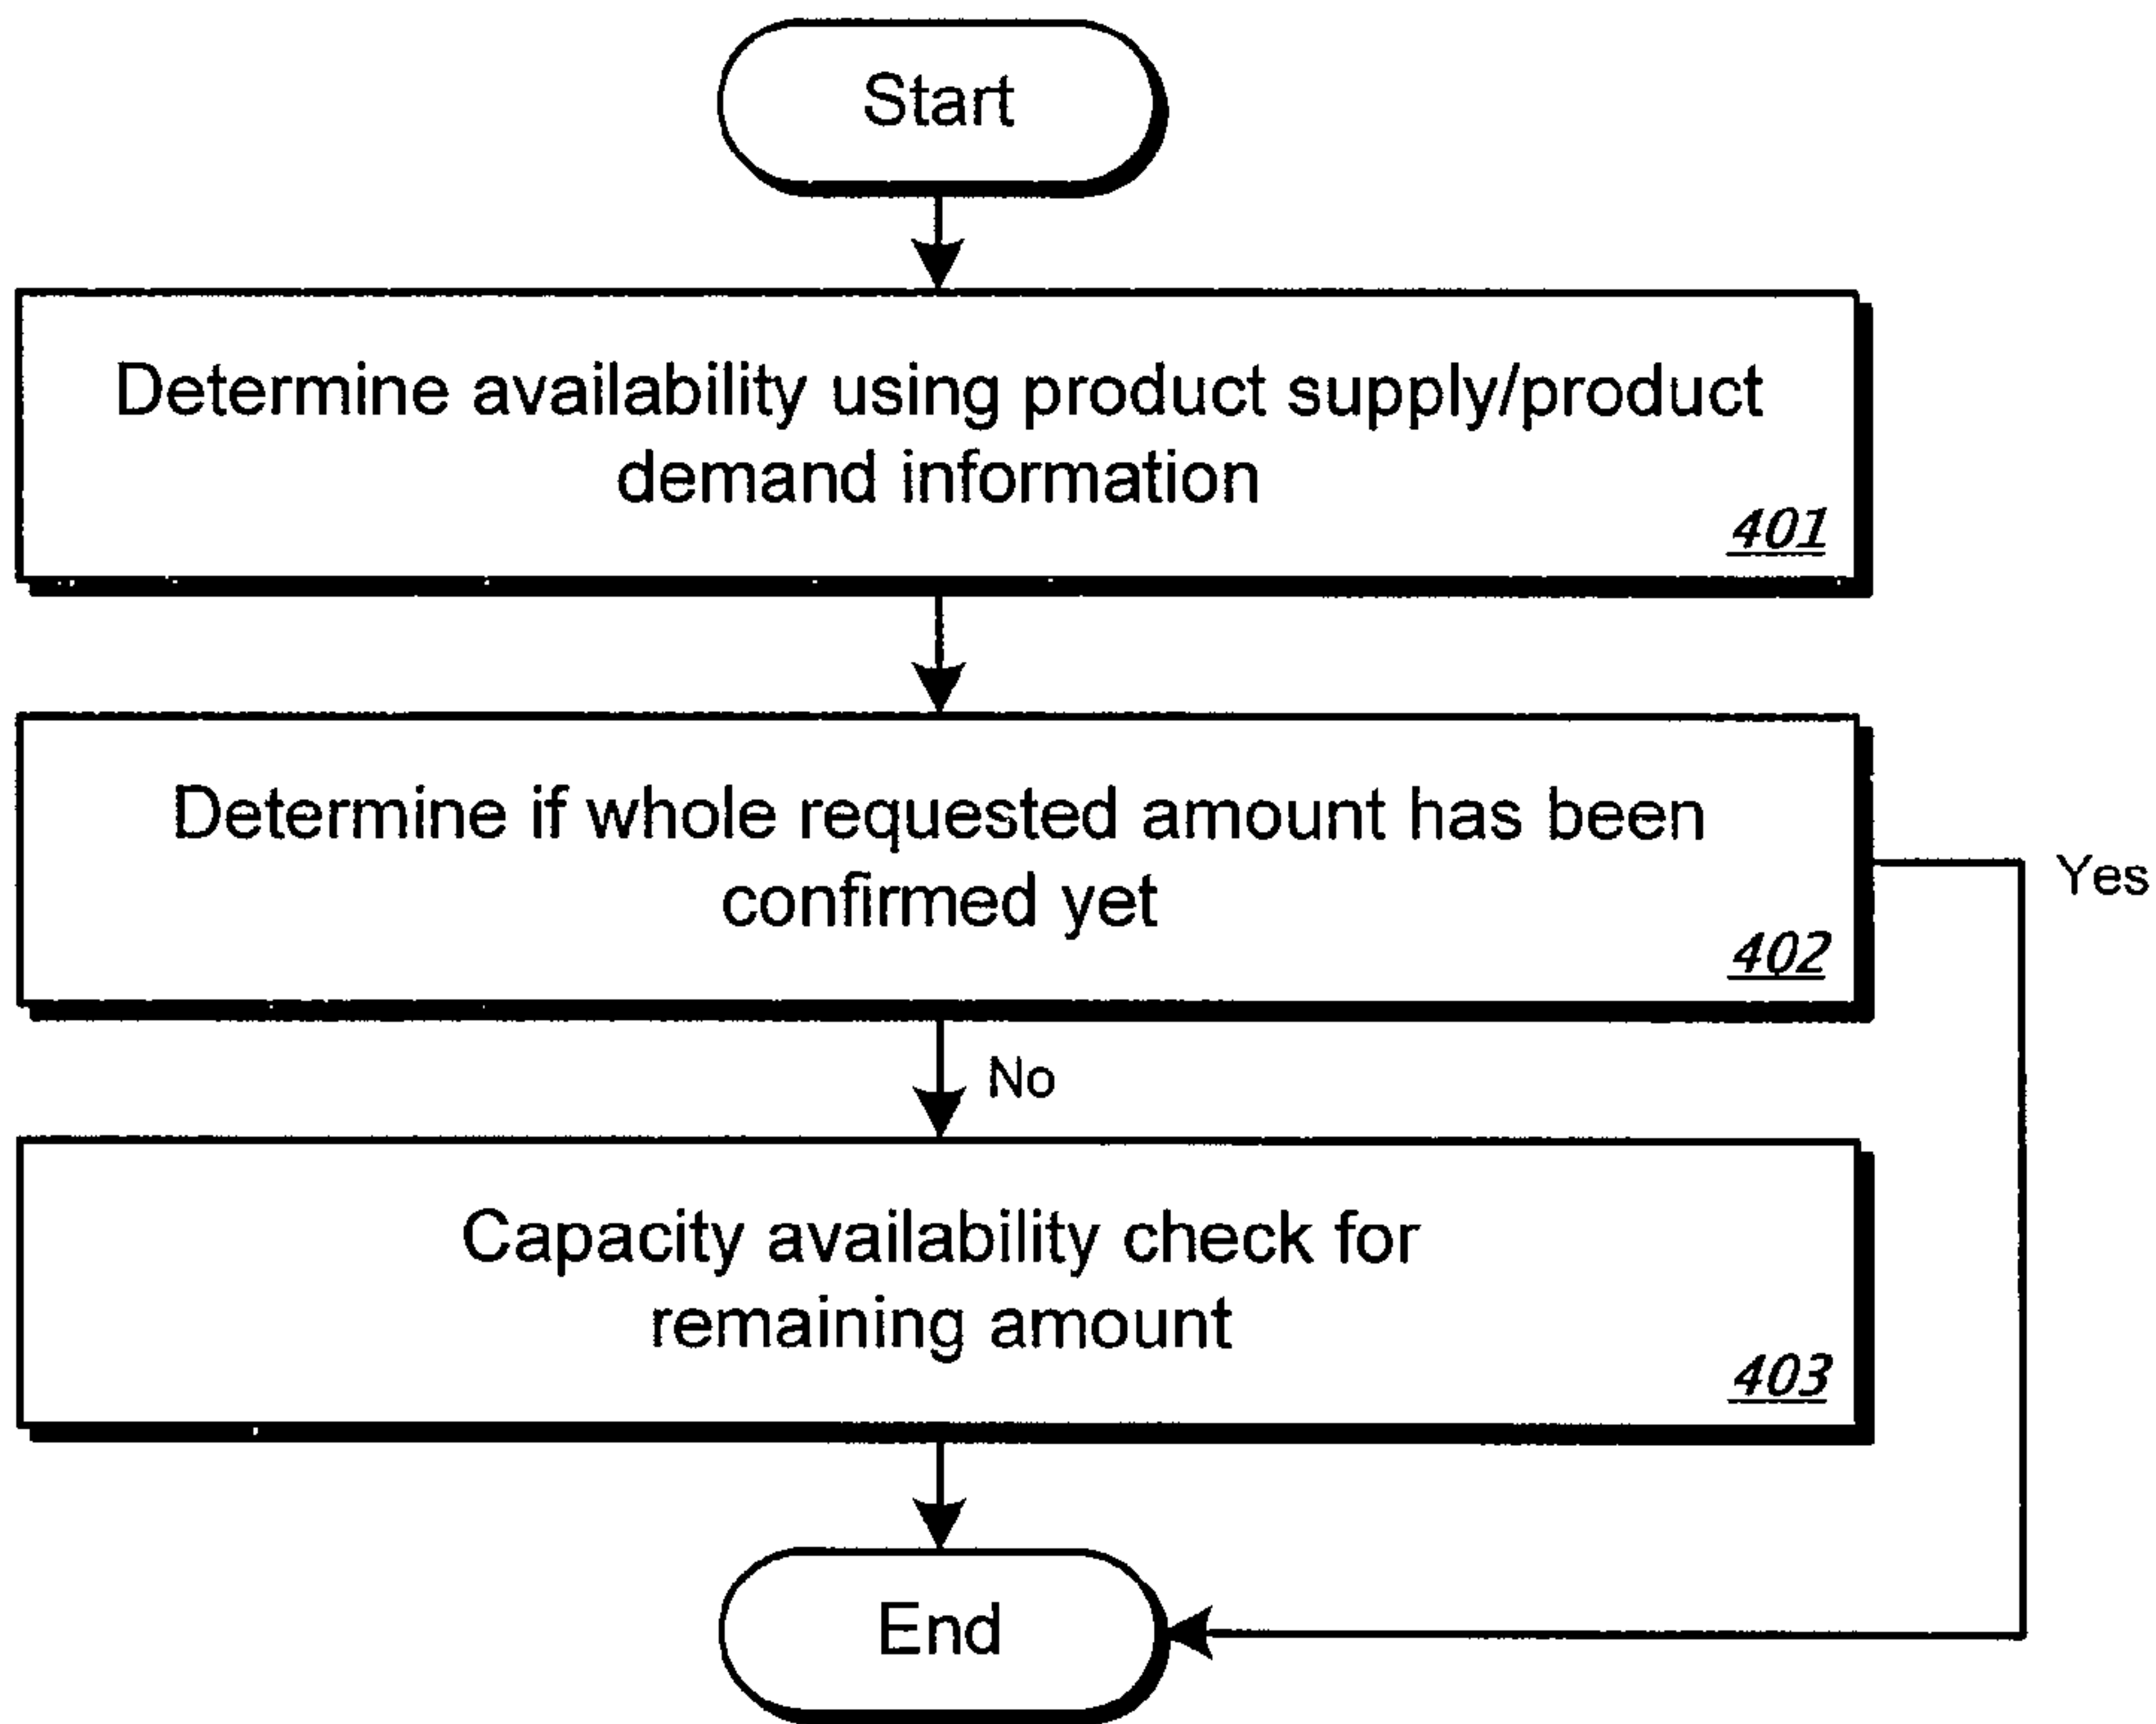 Start
Determine availability using product supply/product
demand information
401
Determine if whole requested amount has been
confirmed yet
402
Yes
No
Capacity availability check for
remaining amount
403
End